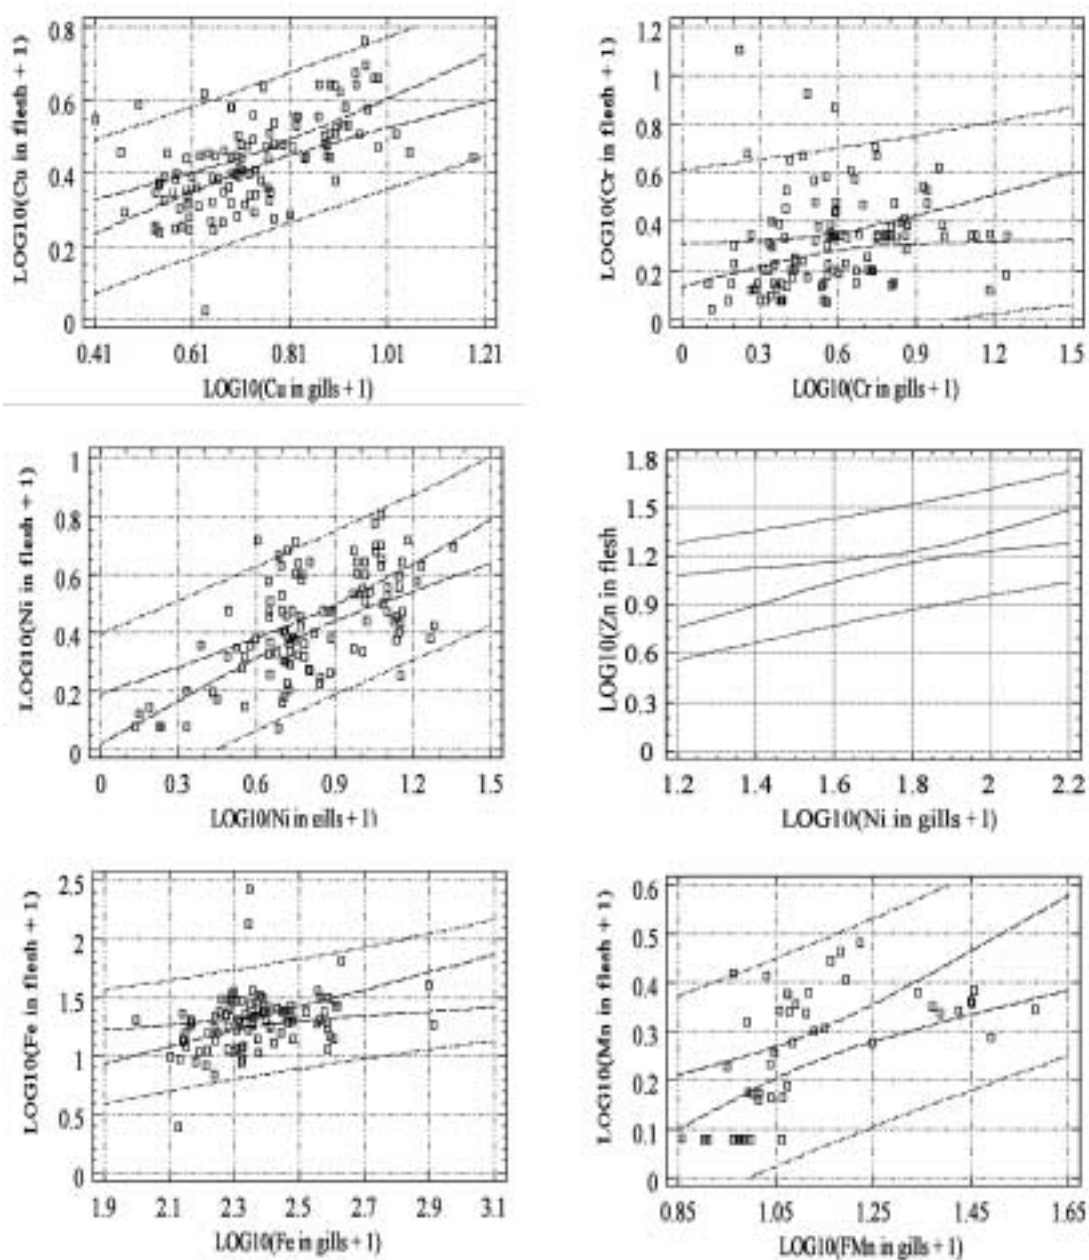 LOG10(Cu in flesh + 1)
0.8
0.6
0.4
0.2
0
0.41 0.61 0.81 1.01 1.21
LOG10(Cu in gills + 1)
LOG10(Cr in flesh + 1)
1.2
1
0.8
0.6
0.4
0.2
0
0 0.3 0.6 0.9 1.2 1.5
LOG10(Cr in gills + 1)
LOG10(Ni in flesh + 1)
1
0.8
0.6
0.4
0.2
0
0 0.3 0.6 0.9 1.2 1.5
LOG10(Ni in gills + 1)
LOG10(Zn in flesh
1.8
1.5
1.2
0.9
0.6
0.3
0
1.2 1.4 1.6 1.8 2 2.2
LOG10(Ni in gills + 1)
LOG10(Fe in flesh + 1)
2.5
2
1.5
1
0.5
0
1.9 2.1 2.3 2.5 2.7 2.9 3.1
LOG10(Fe in gills + 1)
LOG10(Mn in flesh + 1)
0.6
0.5
0.4
0.3
0.2
0.1
0
0.85 1.05 1.25 1.45 1.65
LOG10(FMn in gills + 1)